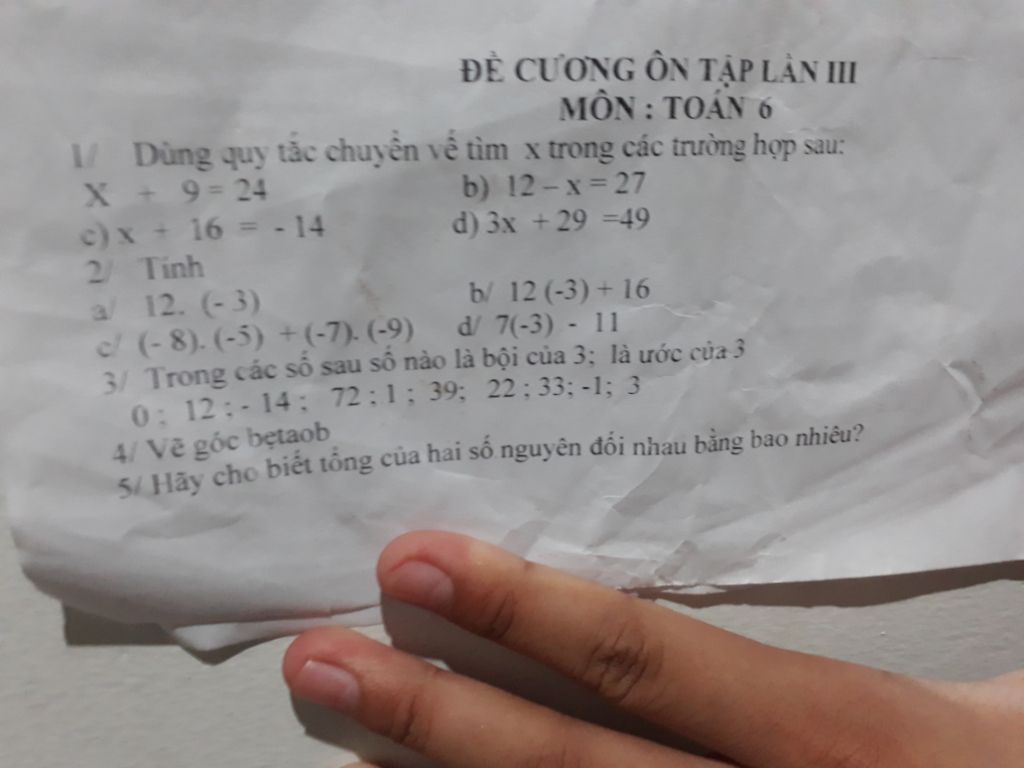 ĐỀ CƯƠNG ÔN TẬP LẦN III
MÔN : TOÁN 6
1/ Dùng quy tắc chuyển vế tìm x trong các trường hợp sau:
X + 9 = 24 b) 12 – x = 27
c) x + 16 = - 14 d) 3x + 29 =49
2/ Tính
a/ 12. (- 3) b/ 12 (-3) + 16
c/ (- 8). (-5) + (-7). (-9) d/ 7(-3) - 11
3/ Trong các số sau số nào là bội của 3; là ước của 3
0 ; 12 ; - 14 ; 72 ; 1 ; 39; 22 ; 33; -1; 3
4/ Vẽ góc bẹtaob
5/ Hãy cho biết tổng của hai số nguyên đối nhau bằng bao nhiêu?